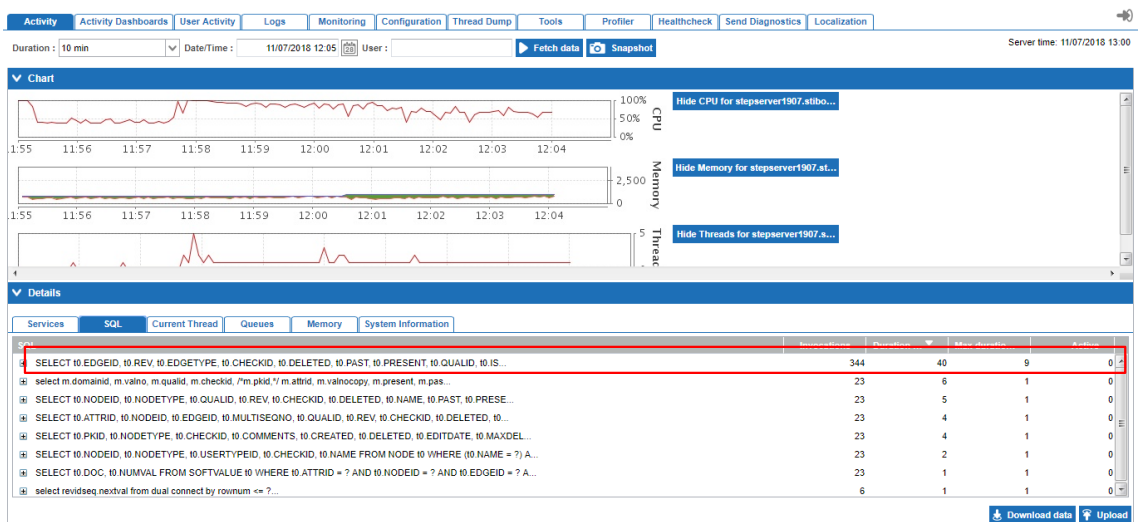 Activity Activity Dashboards User Activity Logs Monitoring Configuration Thread Dump Tools Profiler Healthcheck Send Diagnostics Localization
Duration : 10 min Date/Time : 11/07/2018 12:05 28 User : Fetch data Snapshot Server time: 11/07/2018 13:00
Chart
100%
50%
0%
CPU
Hide CPU for stepserver1907.stibo...
1:55 11:56 11:57 11:58 11:59 12:00 12:01 12:02 12:03 12:04
2,500
0
Memory
Hide Memory for stepserver1907.st...
1:55 11:56 11:57 11:58 11:59 12:00 12:01 12:02 12:03 12:04
5
Threac
Hide Threads for stepserver1907.s...
Details
Services SQL Current Thread Queues Memory System Information
SQL Invocations Duration ... Max duratio... Active
SELECT t0.EDGEID, t0.REV, t0.EDGETYPE, t0.CHECKID, t0.DELETED, t0.PAST, t0.PRESENT, t0.QUALID, t0.IS... 344 40 9 0
select m.domainid, m.valno, m.qualid, m.checkid, /*m.pkid,*/ m.attrid, m.valnocopy, m.present, m.pas... 23 6 1 0
SELECT t0.NODEID, t0.NODETYPE, t0.QUALID, t0.REV, t0.CHECKID, t0.DELETED, t0.NAME, t0.PAST, t0.PRESE... 23 5 1 0
SELECT t0.ATTRID, t0.NODEID, t0.EDGEID, t0.MULTISEQNO, t0.QUALID, t0.REV, t0.CHECKID, t0.DELETED, t0... 23 4 1 0
SELECT t0.PKID, t0.NODETYPE, t0.CHECKID, t0.COMMENTS, t0.CREATED, t0.DELETED, t0.EDITDATE, t0.MAXDEL... 23 4 1 0
SELECT t0.NODEID, t0.NODETYPE, t0.USERTYPEID, t0.CHECKID, t0.NAME FROM NODE t0 WHERE (t0.NAME = ?) A... 23 2 1 0
SELECT t0.DOC, t0.NUMVAL FROM SOFTVALUE t0 WHERE t0.ATTRID = ? AND t0.NODEID = ? AND t0.EDGEID = ? A... 23 1 1 0
select revidseq.nextval from dual connect by rownum <= ?... 6 1 1 0
Download data Upload